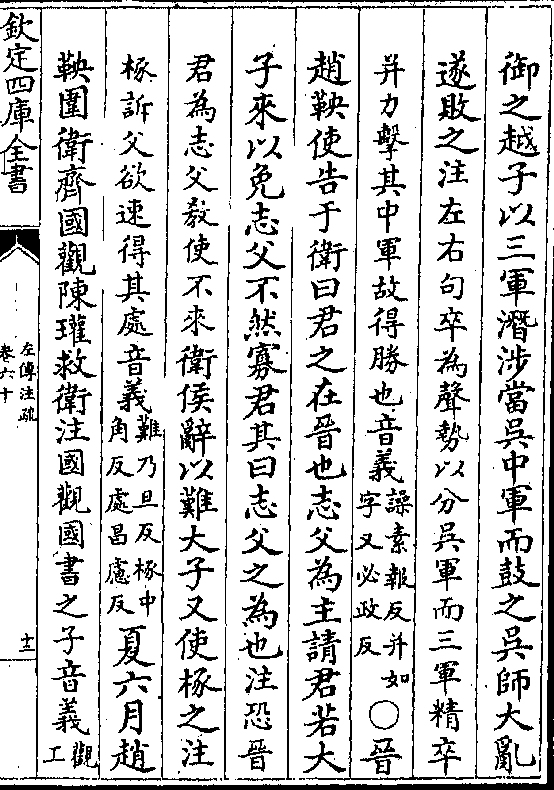 御之越子以三軍潛涉當吳中軍而鼓之吳師大亂
遂敗之注左右句卒為聲勢以分吳軍而三軍精卒
并力擊其中軍故得勝也音義譟素報反并如字又必政反〇晉
趙鞅使告于衛曰君之在晉也志父為主請君若大
子來以免志父不然寡君其曰志父之為也注恐晉
君為志父教使不來衛侯辭以難大子又使椓之注
椓訴父欲速得其處音義難乃旦反椓中角反處昌慮反夏六月趙
鞅圍衛齊國觀陳瓘救衛注國觀國書之子音義觀工
欽定四庫全書
左傳注疏
卷六十
十三